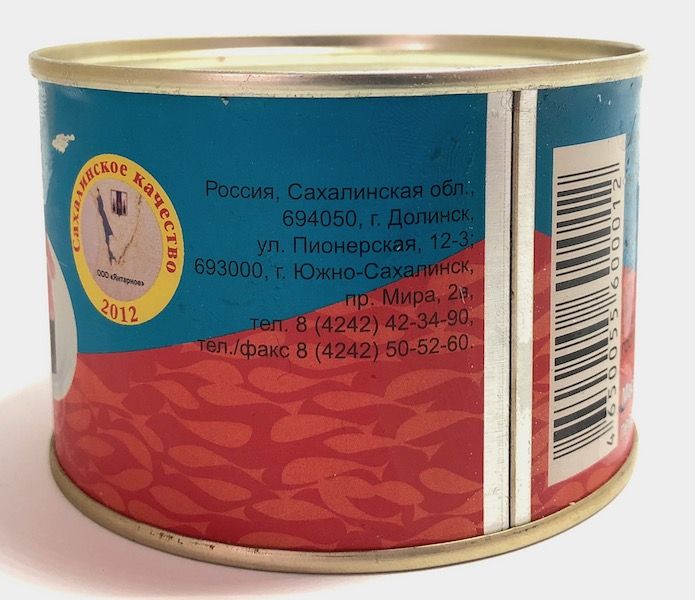 Сахалинское качество
ООО «Янтарное»
2012
Россия, Сахалинская обл.,
694050, г. Долинск,
ул. Пионерская, 12-3;
693000, г. Южно-Сахалинск,
пр. Мира, 2в,
тел. 8 (4242) 42-34-90,
тел./факс 8 (4242) 50-52-60.
4650055600012